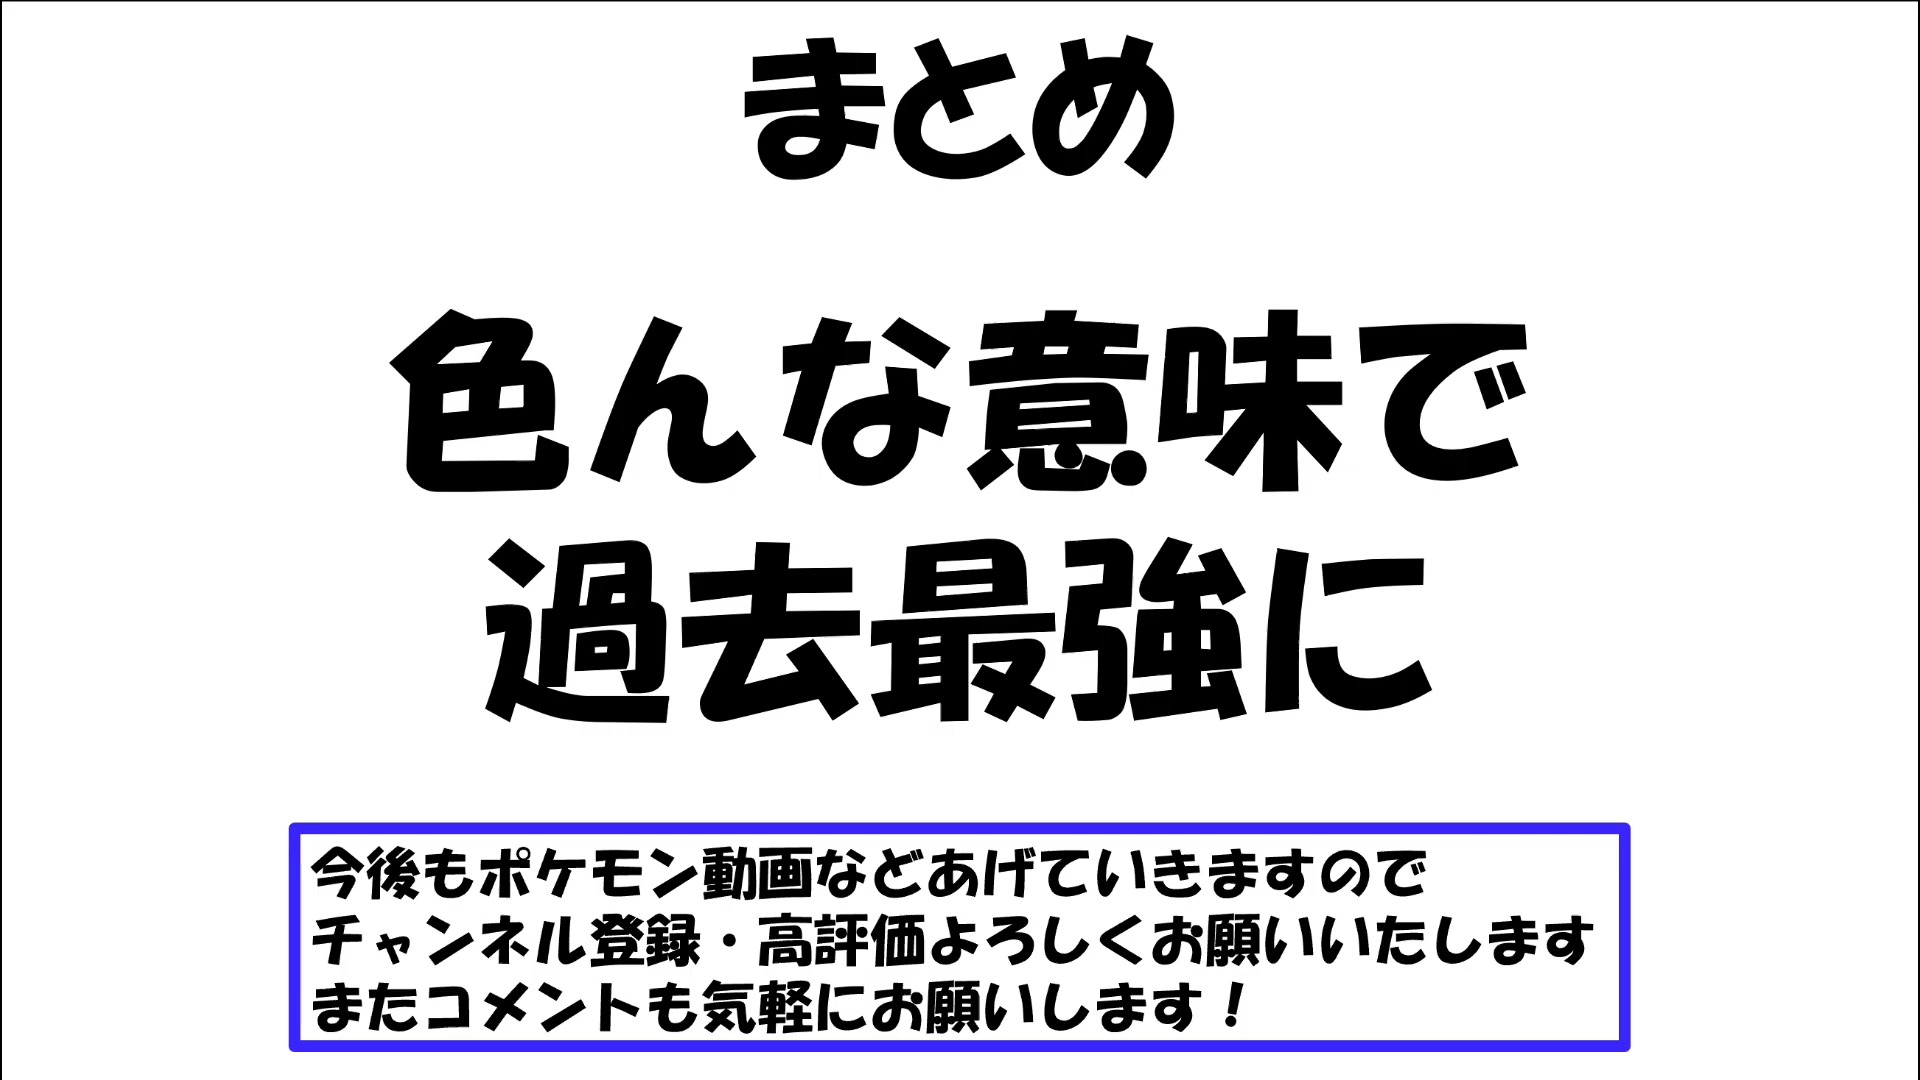 まとめ
色んな意味で
過去最強に
今後もポケモン動画などあげていきますので
チャンネル登録・高評価よろしくお願いいたします
またコメントも気軽にお願いします！